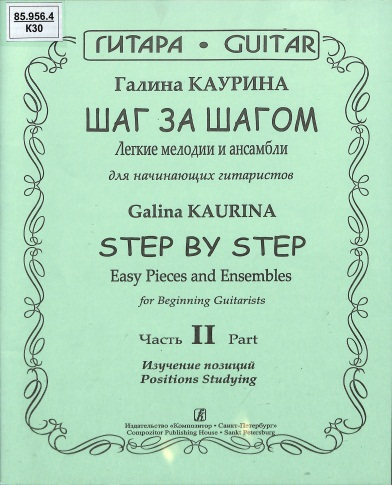 85.956.4
К30
ГИТАРА • GUITAR
Галина КАУРИНА
ШАГ ЗА ШАГОМ
Легкие мелодии и ансамбли
для начинающих гитаристов
Galina KAURINA
STEP BY STEP
Easy Pieces and Ensembles
for Beginning Guitarists
Часть II Part
Изучение позиций
Positions Studying
Издательство «Композитор • Санкт-Петербург»
Compozitor Publishing House • Sankt Petersburg